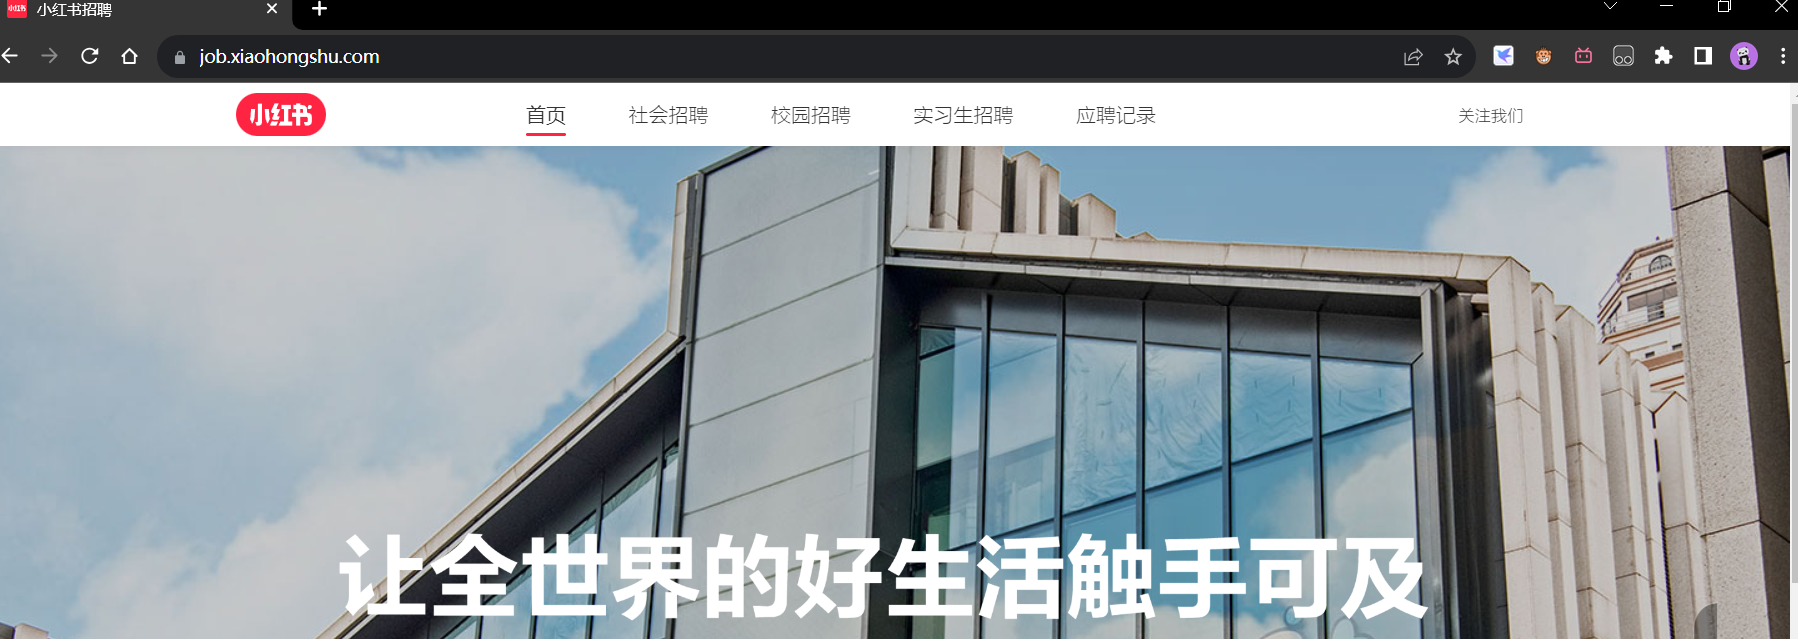 小红书招聘
job.xiaohongshu.com
小红书 首页 社会招聘 校园招聘 实习生招聘 应聘记录 关注我们
让全世界的好生活触手可及